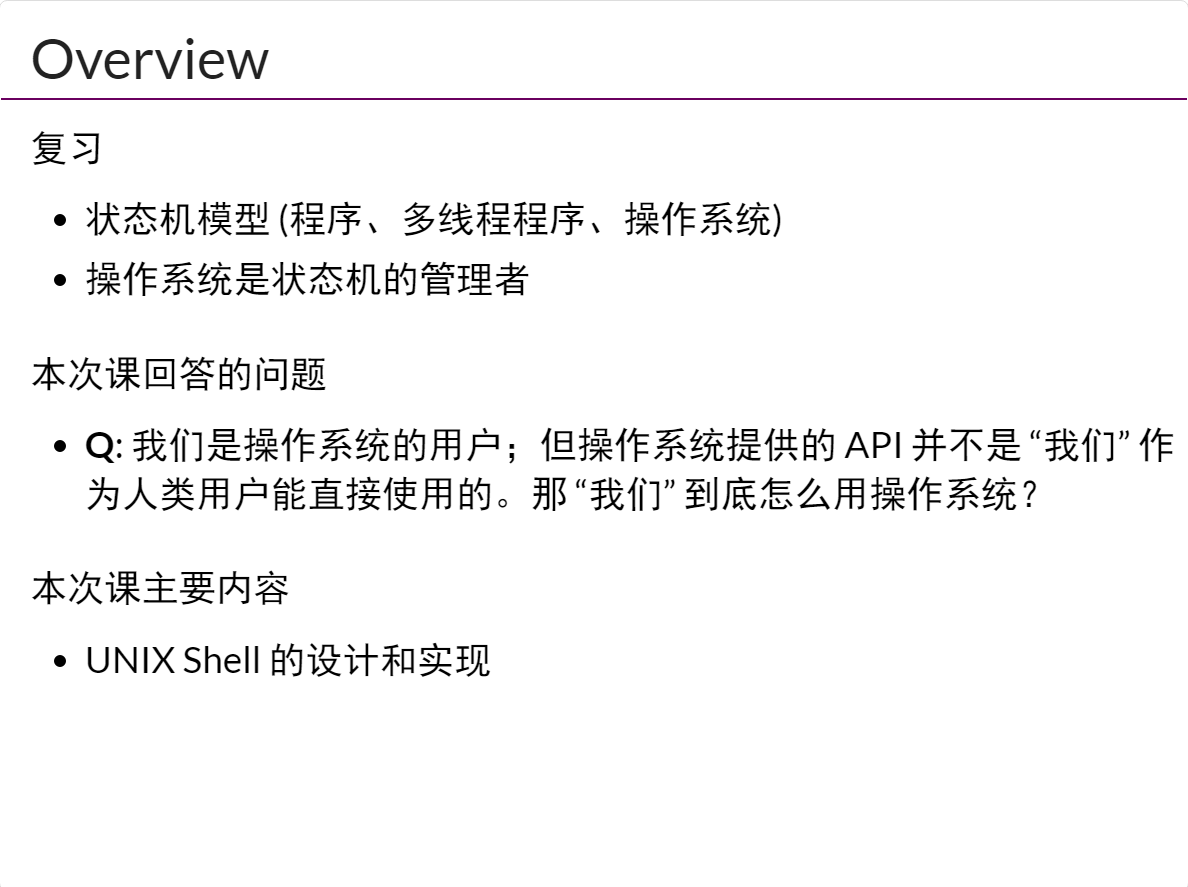 Overview
复习
• 状态机模型 (程序、多线程程序、操作系统)
• 操作系统是状态机的管理者
本次课回答的问题
• Q: 我们是操作系统的用户；但操作系统提供的 API 并不是 “我们” 作
为人类用户能直接使用的。那 “我们” 到底怎么用操作系统？
本次课主要内容
• UNIX Shell 的设计和实现